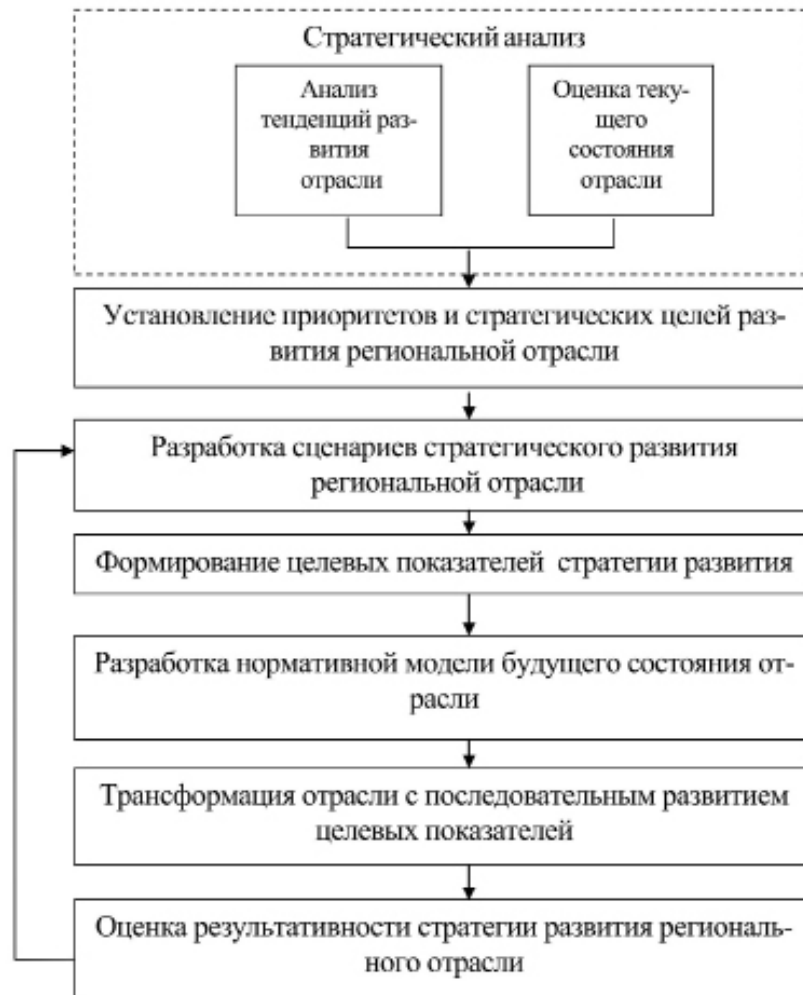 Стратегический анализ
Анализ
тенденций раз-
вития
отрасли
Оценка теку-
щего
состояния
отрасли
Установление приоритетов и стратегических целей раз-
вития региональной отрасли
Разработка сценариев стратегического развития
региональной отрасли
Формирование целевых показателей стратегии развития
Разработка нормативной модели будущего состояния от-
расли
Трансформация отрасли с последовательным развитием
целевых показателей
Оценка результативности стратегии развития региональ-
ного отрасли